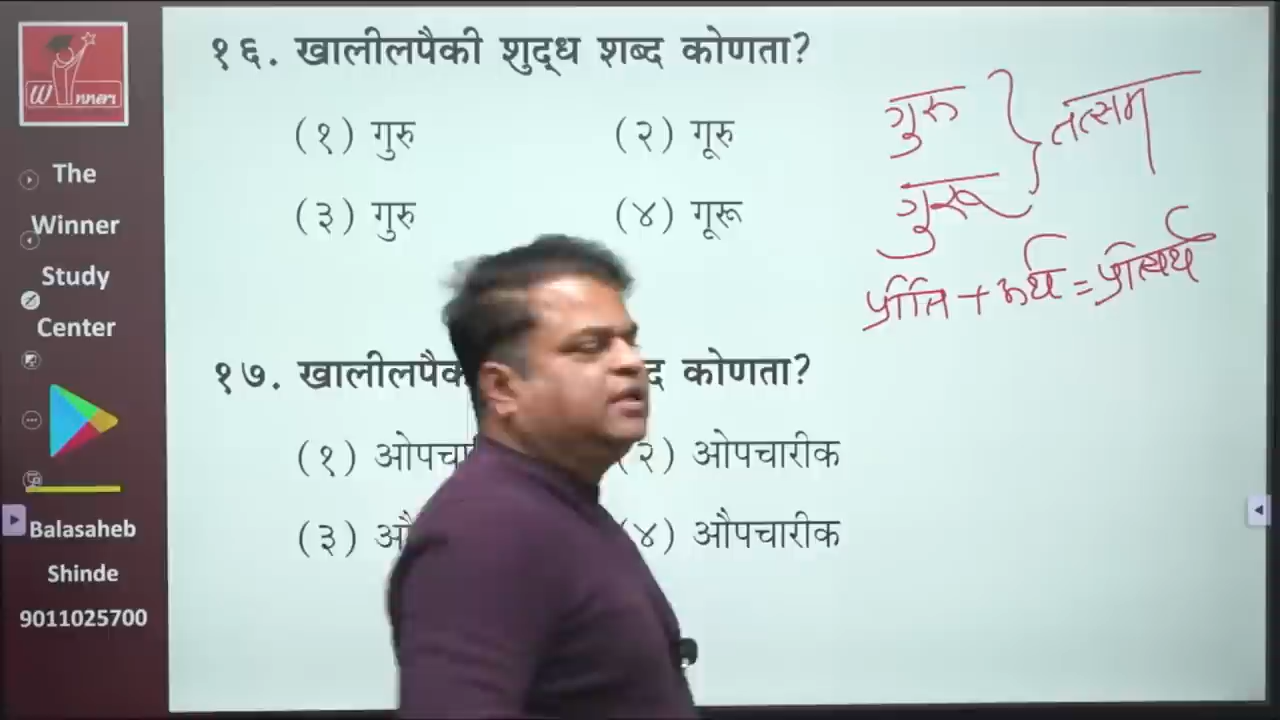 Winners
The
Winner
Study
Center
Balasaheb
Shinde
9011025700
१६. खालीलपैकी शुद्ध शब्द कोणता?
(१) गुरु (२) गूरु
(३) गुरु (४) गूरू
१७. खालीलपै द कोणता?
(१) ओपचा २) ओपचारीक
(३) औ ४) औपचारीक
गुरु
गुरू
} तत्सम
प्रीति + अर्थ = प्रीत्यर्थ